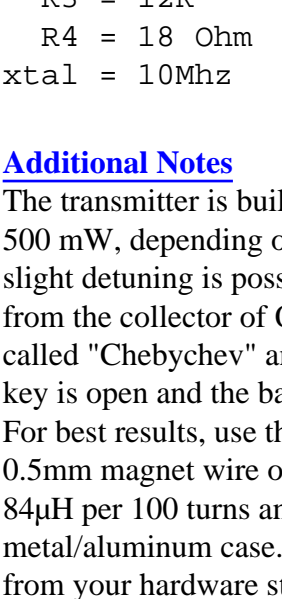 R3 = 12K
R4 = 18 Ohm
xtal = 10Mhz
Additional Notes
The transmitter is buil
500 mW, depending o
slight detuning is poss
from the collector of
called "Chebychev" a
key is open and the ba
For best results, use th
0.5mm magnet wire o
84µH per 100 turns an
metal/aluminum case.
from your hardware st